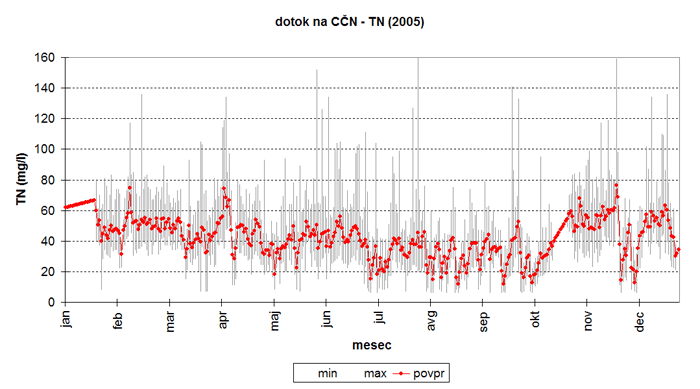 dotok na CČN - TN (2005)
160
140
120
100
80
60
40
20
0
TN (mg/l)
jan feb mar apr maj jun jul avg sep okt nov dec
mesec
min max povpr